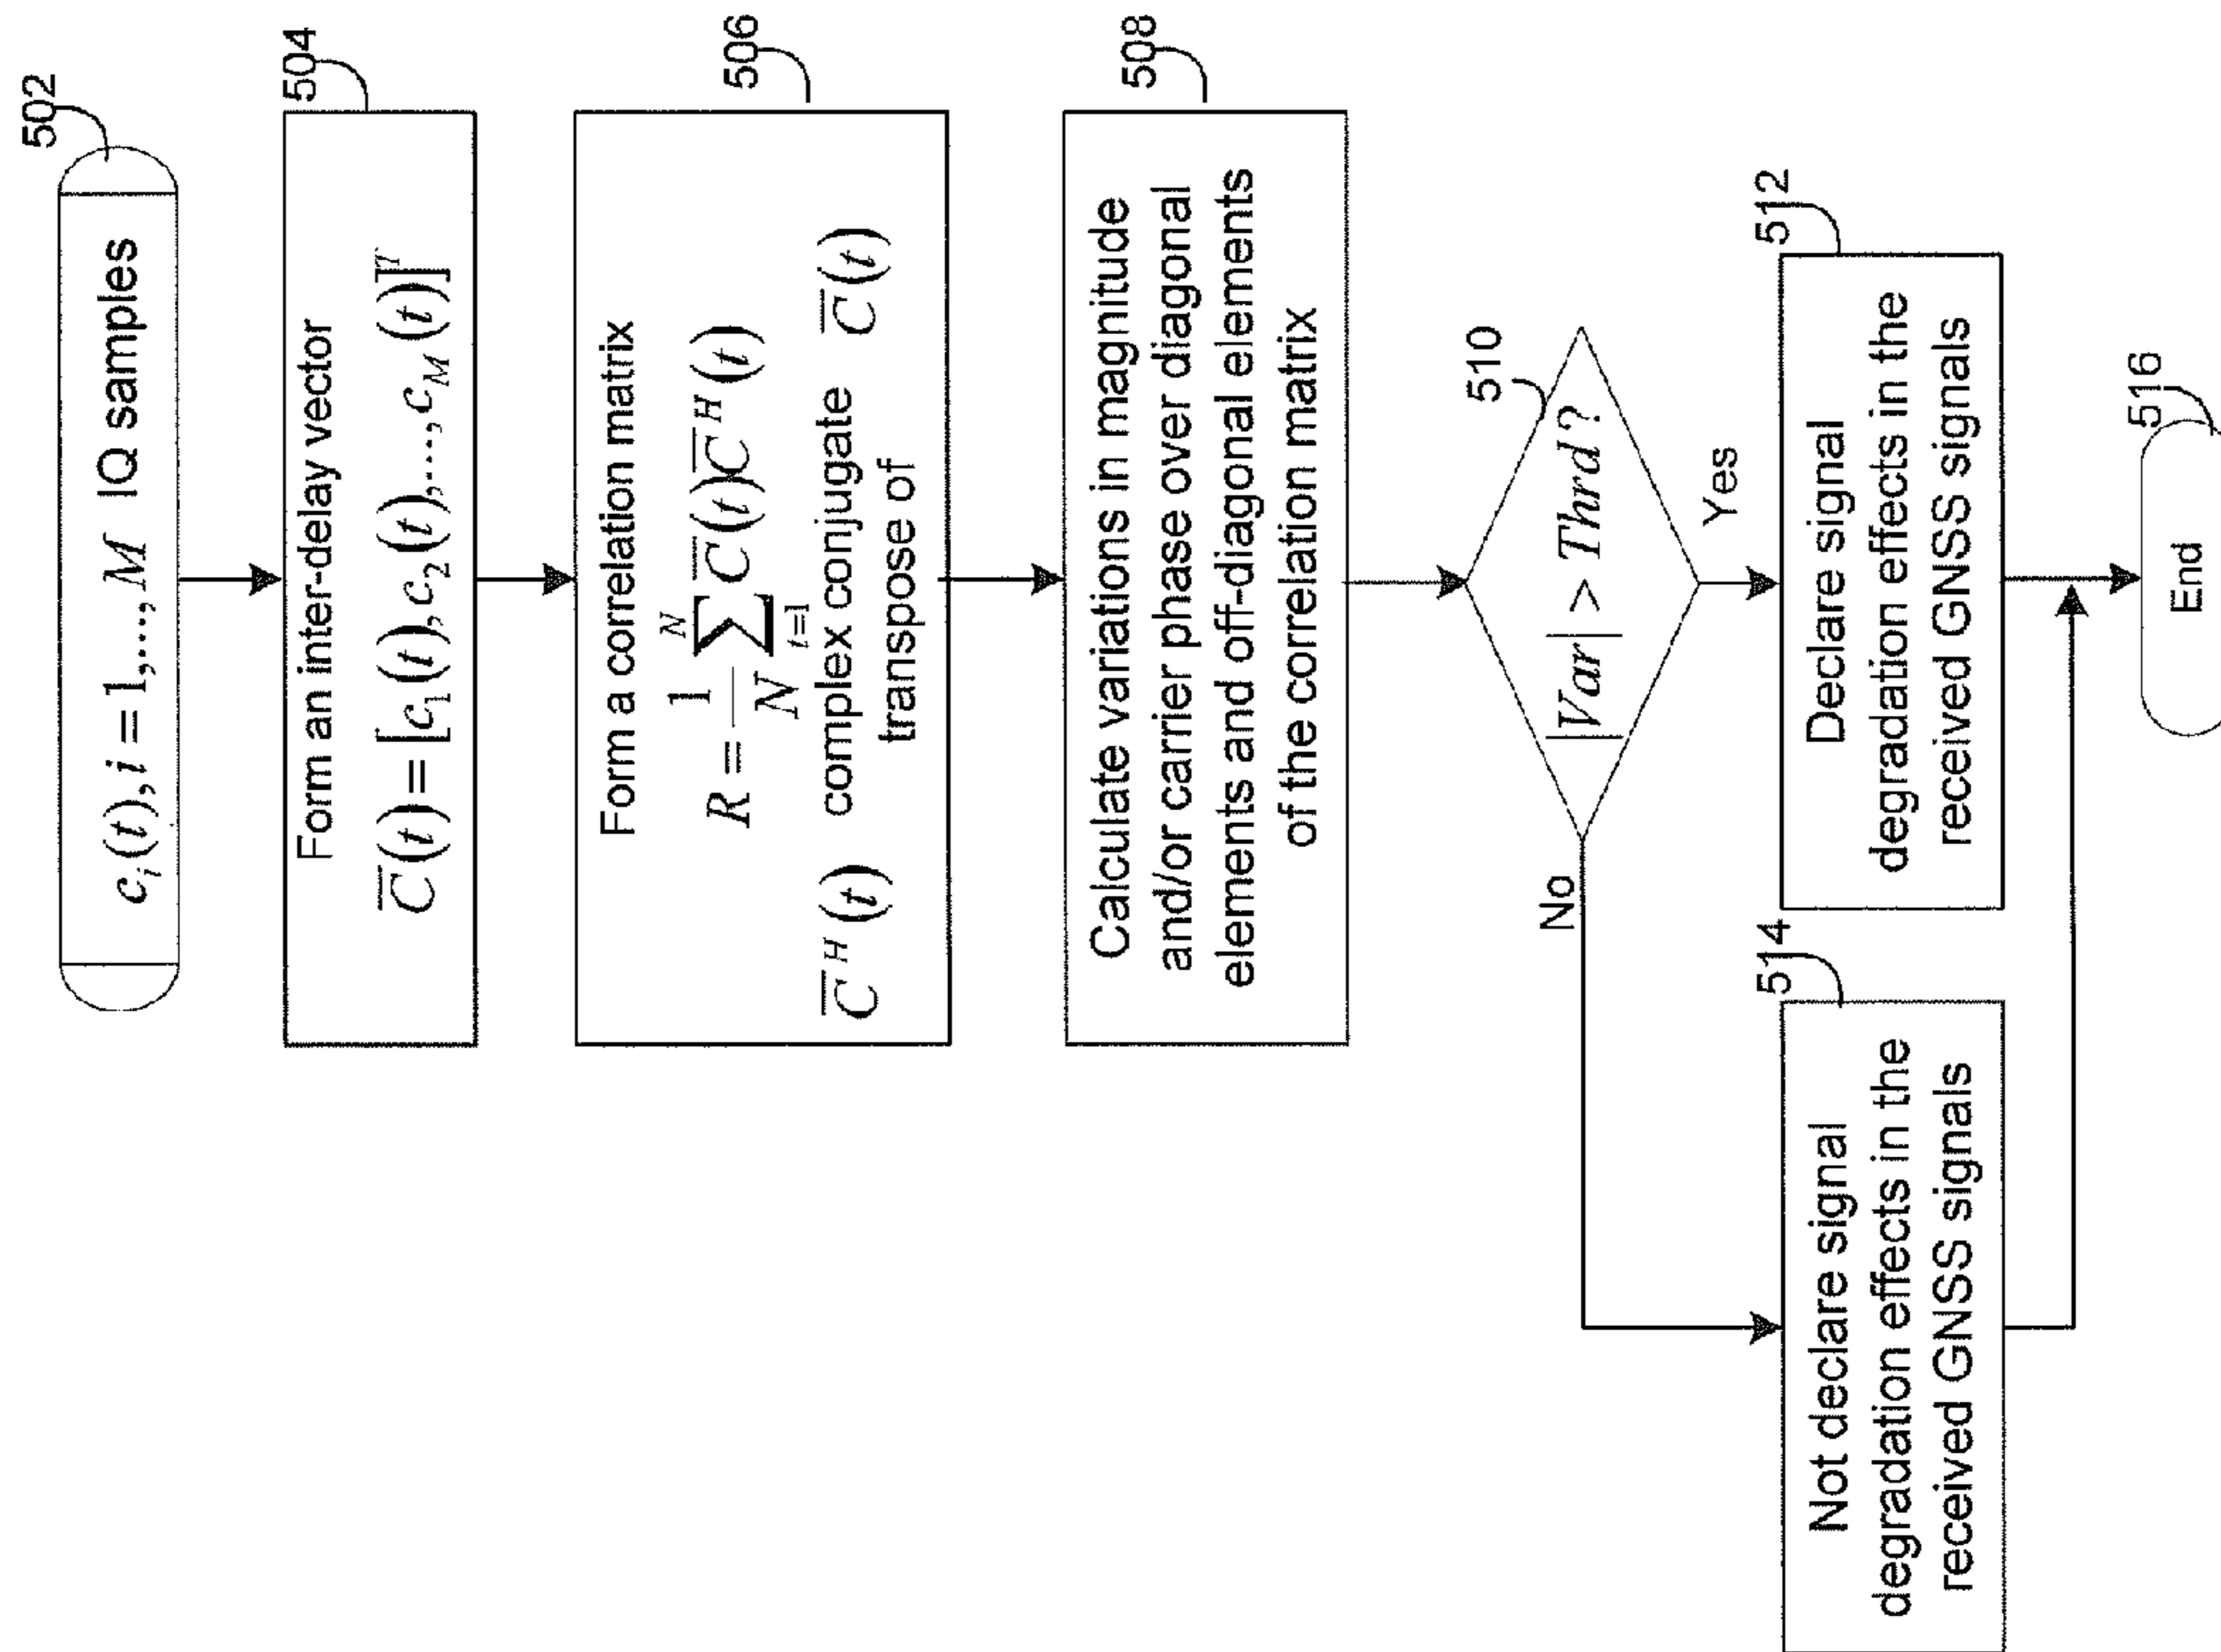 502
c_i(t), i = 1,...,M IQ samples
504
Form an inter-delay vector
C̅(t) = [c_1(t), c_2(t),..., c_M(t)]^T
506
Form a correlation matrix
R = 1/N ∑_{t=1}^{N} C̅(t)C̅^H(t)
C̅^H(t) complex conjugate C̅(t)
transpose of
508
Calculate variations in magnitude
and/or carrier phase over diagonal
elements and off-diagonal elements
of the correlation matrix
510
|Var| > Thrd?
No
Yes
514
Not declare signal
degradation effects in the
received GNSS signals
512
Declare signal
degradation effects in the
received GNSS signals
516
End